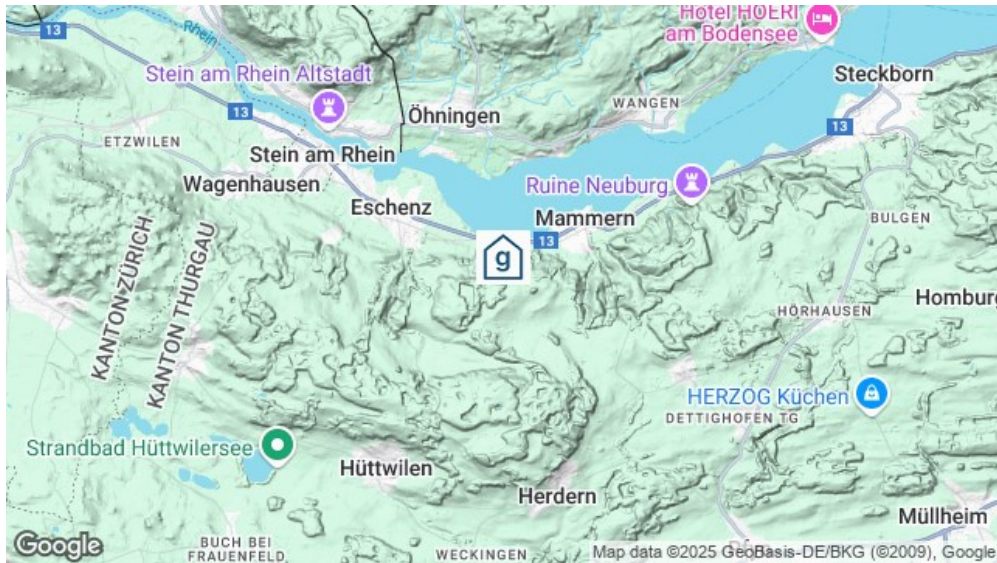 Rhein
13
Hotel HOERI
am Bodensee
Stein am Rhein Altstadt
Steckborn
WANGEN
Öhningen
13
13
ETZWILEN
Stein am Rhein
Wagenhausen
Ruine Neuburg
Eschenz
Mammern
BULGEN
13
g
KANTON ZÜRICH
KANTON THURGAU
Homburg
HÖRHAUSEN
HERZOG Küchen
DETTIGHOFEN TG
Strandbad Hüttwilersee
Hüttwilen
Herdern
Müllheim
BUCH BEI
FRAUENFELD
WECKINGEN
Google
Map data ©2025 GeoBasis-DE/BKG (©2009), Google